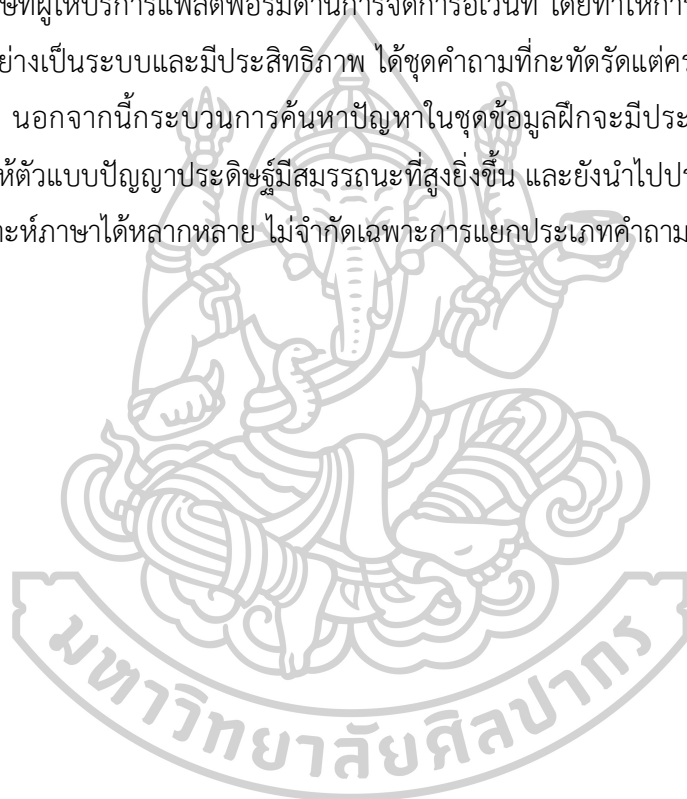 ษัทผู้ให้บริการแพลตฟอร์มด้านการจัดการอีเวนท์ โดยทำให้การ
ย่างเป็นระบบและมีประสิทธิภาพ ได้ชุดคำถามที่กะทัดรัดแต่คร
นอกจากนี้กระบวนการค้นหาปัญหาในชุดข้อมูลฝึกจะมีประ
ห้ตัวแบบปัญญาประดิษฐ์มีสมรรถนะที่สูงยิ่งขึ้น และยังนำไปปร
าะห์ภาษาได้หลากหลาย ไม่จำกัดเฉพาะการแยกประเภทคำถาม
มหาวิทยาลัยศิลปากร